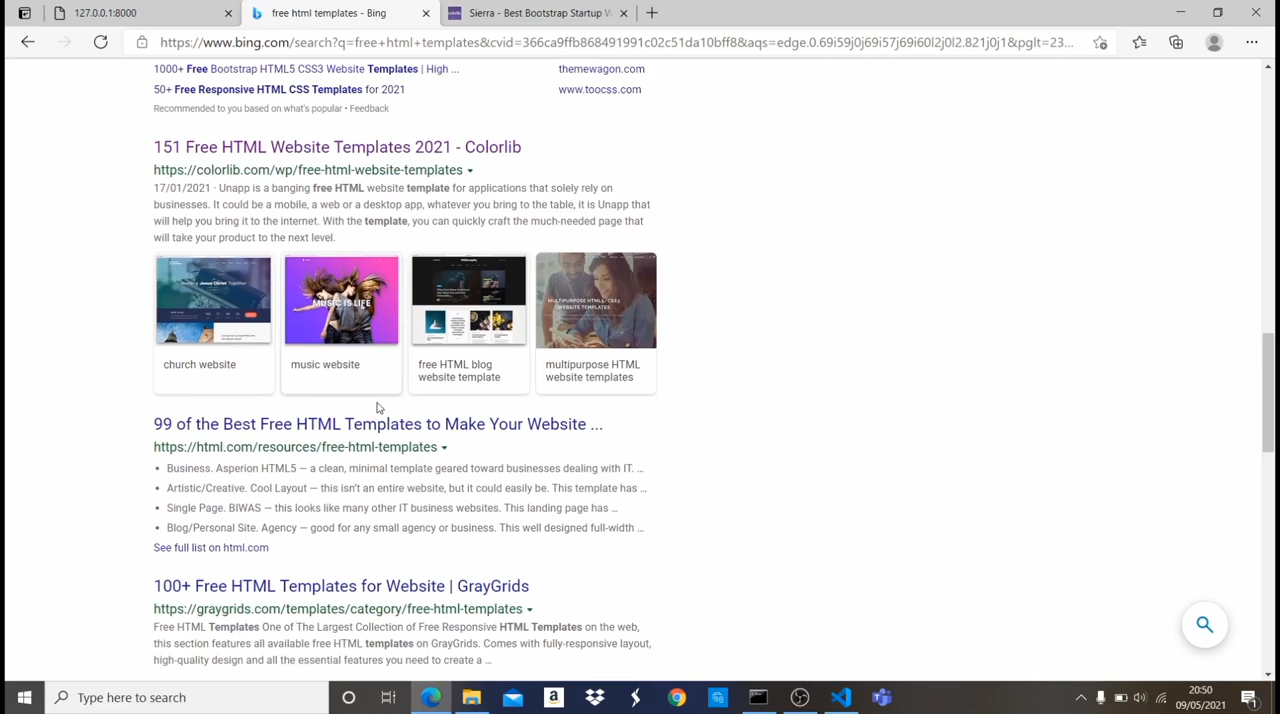 127.0.0.1:8000
free html templates - Bing
Sierra - Best Bootstrap Startup W
https://www.bing.com/search?q=free+html+templates&cvid=366ca9ffb868491991c02c51da10bff8&aqs=edge.0.69i59j0j69i57j69i60l2j0l2.821j0j1&pglt=23...
1000+ Free Bootstrap HTML5 CSS3 Website Templates | High ...
themewagon.com
50+ Free Responsive HTML CSS Templates for 2021
www.toocss.com
Recommended to you based on what's popular • Feedback
151 Free HTML Website Templates 2021 - Colorlib
https://colorlib.com/wp/free-html-website-templates
17/01/2021 · Unapp is a banging free HTML website template for applications that solely rely on
businesses. It could be a mobile, a web or a desktop app, whatever you bring to the table, it is Unapp that
will help you bring it to the internet. With the template, you can quickly craft the much-needed page that
will take your product to the next level.
MUSIC IS LIFE
MULTIPURPOSE HTML5/CSS3
WEBSITE TEMPLATES
church website
music website
free HTML blog
website template
multipurpose HTML
website templates
99 of the Best Free HTML Templates to Make Your Website ...
https://html.com/resources/free-html-templates
• Business. Asperion HTML5 — a clean, minimal template geared toward businesses dealing with IT. ...
• Artistic/Creative. Cool Layout — this isn't an entire website, but it could easily be. This template has ...
• Single Page. BIWAS — this looks like many other IT business websites. This landing page has ...
• Blog/Personal Site. Agency — good for any small agency or business. This well designed full-width ...
See full list on html.com
100+ Free HTML Templates for Website | GrayGrids
https://graygrids.com/templates/category/free-html-templates
Free HTML Templates One of The Largest Collection of Free Responsive HTML Templates on the web,
this section features all available free HTML templates on GrayGrids. Comes with fully-responsive layout,
high-quality design and all the essential features you need to create a ...
Type here to search
20:50
09/05/2021
1